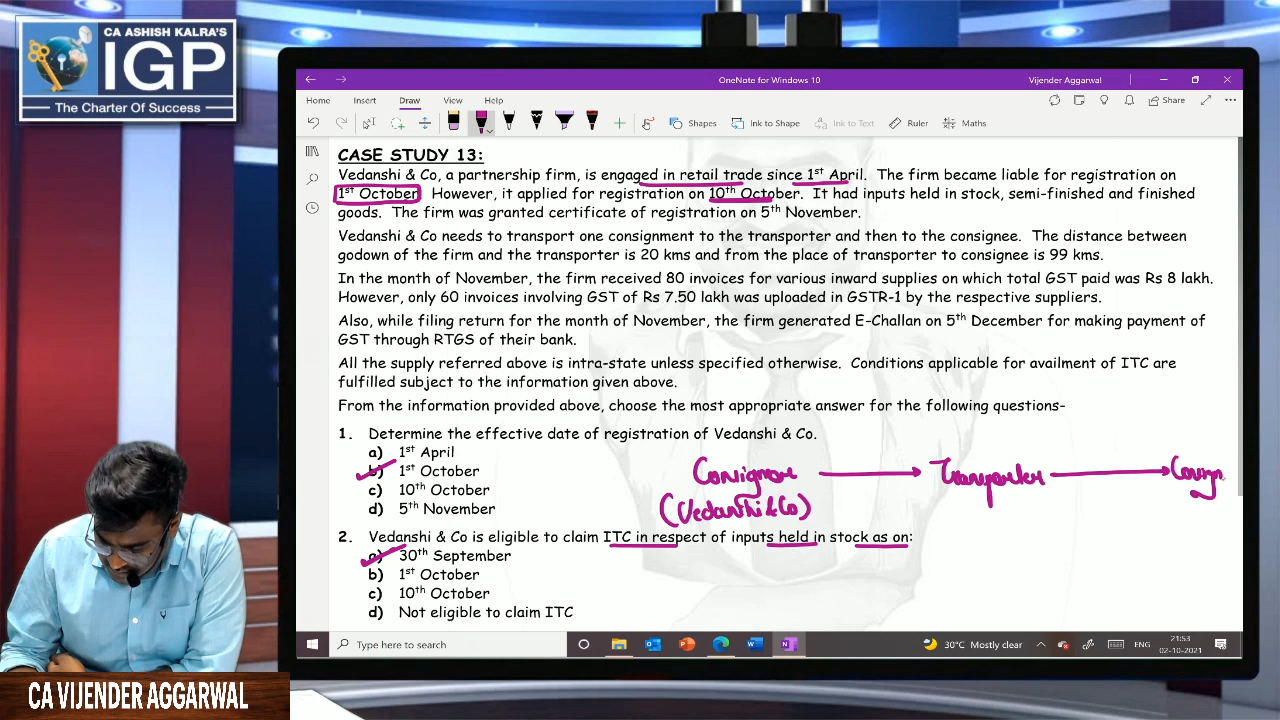 CA ASHISH KALRA'S
IGP
The Charter Of Success
OneNote for Windows 10
Vijender Aggarwal
Home Insert Draw View Help
Share
Shapes Ink to Shape Ink to Text Ruler Maths
CASE STUDY 13:
Vedanshi & Co, a partnership firm, is engaged in retail trade since 1st April. The firm became liable for registration on
1st October. However, it applied for registration on 10th October. It had inputs held in stock, semi-finished and finished
goods. The firm was granted certificate of registration on 5th November.
Vedanshi & Co needs to transport one consignment to the transporter and then to the consignee. The distance between
godown of the firm and the transporter is 20 kms and from the place of transporter to consignee is 99 kms.
In the month of November, the firm received 80 invoices for various inward supplies on which total GST paid was Rs 8 lakh.
However, only 60 invoices involving GST of Rs 7.50 lakh was uploaded in GSTR-1 by the respective suppliers.
Also, while filing return for the month of November, the firm generated E-Challan on 5th December for making payment of
GST through RTGS of their bank.
All the supply referred above is intra-state unless specified otherwise. Conditions applicable for availment of ITC are
fulfilled subject to the information given above.
From the information provided above, choose the most appropriate answer for the following questions-
1. Determine the effective date of registration of Vedanshi & Co.
a) 1st April
b) 1st October
c) 10th October
d) 5th November
Consignor Transporter Consign
(Vedanshi & Co)
2. Vedanshi & Co is eligible to claim ITC in respect of inputs held in stock as on:
a) 30th September
b) 1st October
c) 10th October
d) Not eligible to claim ITC
Type here to search
30°C Mostly clear
ENG
21:53
02-10-2021
CA VIJENDER AGGARWAL